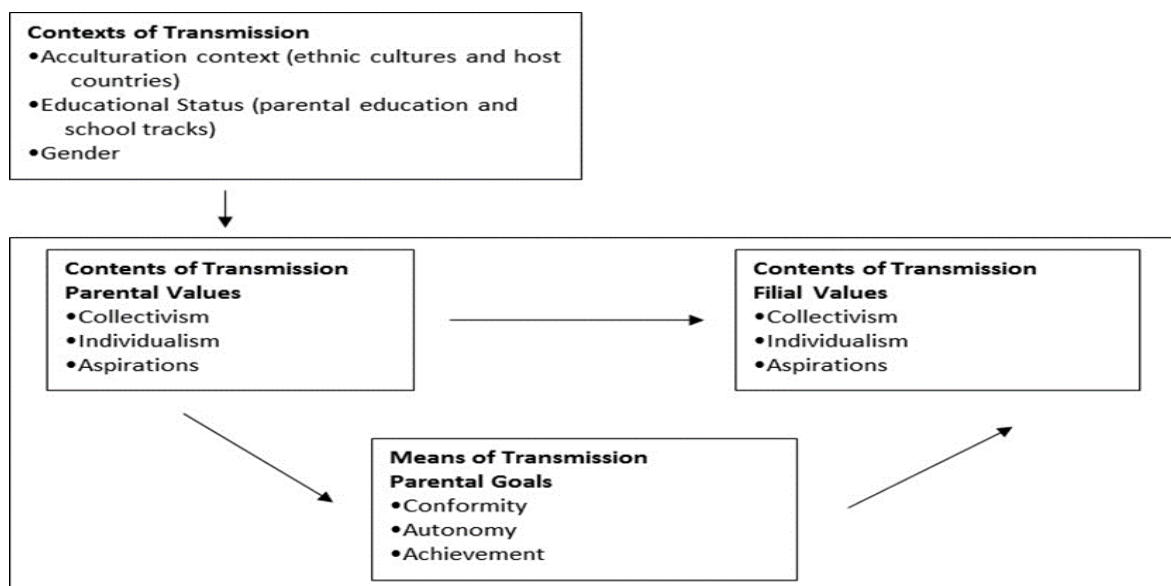 Contexts of Transmission
•Acculturation context (ethnic cultures and host
countries)
•Educational Status (parental education and
school tracks)
•Gender
Contents of Transmission
Parental Values
•Collectivism
•Individualism
•Aspirations
Contents of Transmission
Filial Values
•Collectivism
•Individualism
•Aspirations
Means of Transmission
Parental Goals
•Conformity
•Autonomy
•Achievement